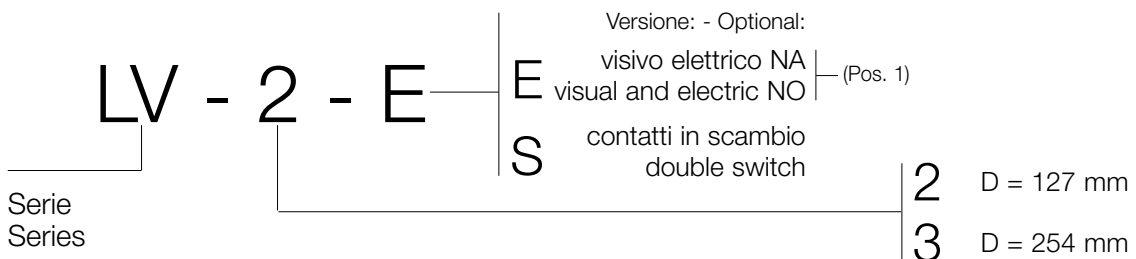 LV - 2 - E
Versione: - Optional:
E
visivo elettrico NA
visual and electric NO
(Pos. 1)
S
contatti in scambio
double switch
2 D = 127 mm
3 D = 254 mm
Serie
Series